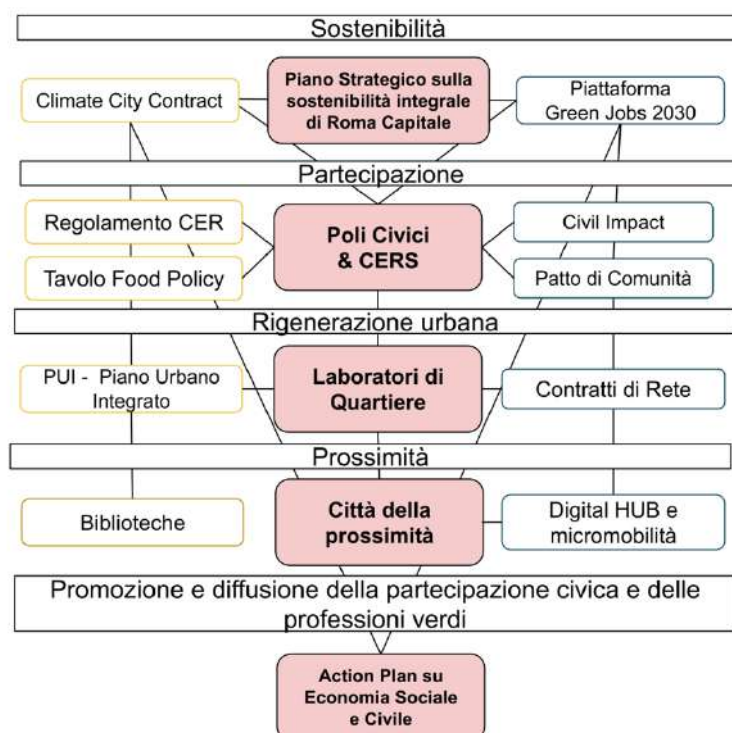 Sostenibilità
Climate City Contract
Piano Strategico sulla
sostenibilità integrale
di Roma Capitale
Piattaforma
Green Jobs 2030
Partecipazione
Regolamento CER
Tavolo Food Policy
Poli Civici
& CERS
Civil Impact
Patto di Comunità
Rigenerazione urbana
PUI - Piano Urbano
Integrato
Laboratori di
Quartiere
Contratti di Rete
Prossimità
Biblioteche
Città della
prossimità
Digital HUB e
micromobilità
Promozione e diffusione della partecipazione civica e delle
professioni verdi
Action Plan su
Economia Sociale
e Civile